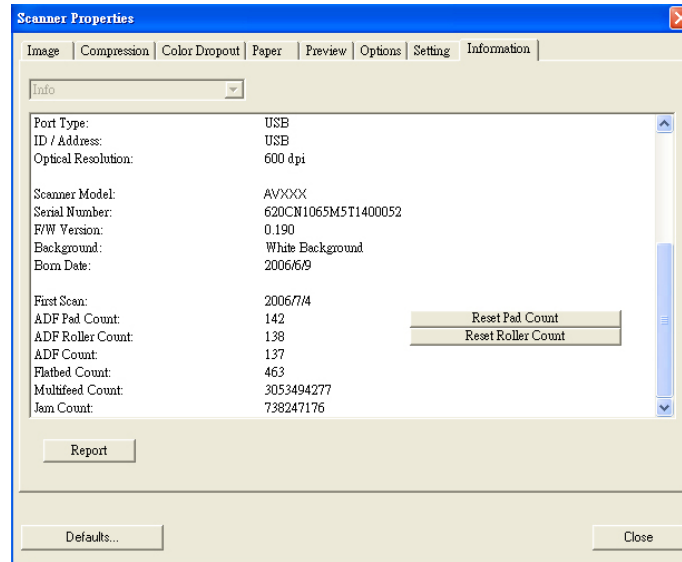 Scanner Properties
Image Compression Color Dropout Paper Preview Options Setting Information
Info
Port Type: USB
ID / Address: USB
Optical Resolution: 600 dpi
Scanner Model: AVXXX
Serial Number: 620CN1065M5T1400052
F/W Version: 0.190
Background: White Background
Born Date: 2006/6/9
First Scan: 2006/7/4
ADF Pad Count: 142 Reset Pad Count
ADF Roller Count: 138 Reset Roller Count
ADF Count: 137
Flatbed Count: 463
Multifeed Count: 3053494277
Jam Count: 738247176
Report
Defaults... Close